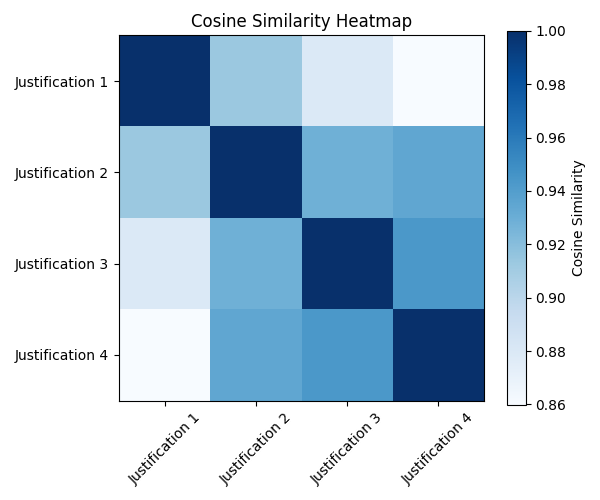 Cosine Similarity Heatmap
Justification 1
Justification 2
Justification 3
Justification 4
Justification 1
Justification 2
Justification 3
Justification 4
1.00
0.98
0.96
0.94
0.92
0.90
0.88
0.86
Cosine Similarity